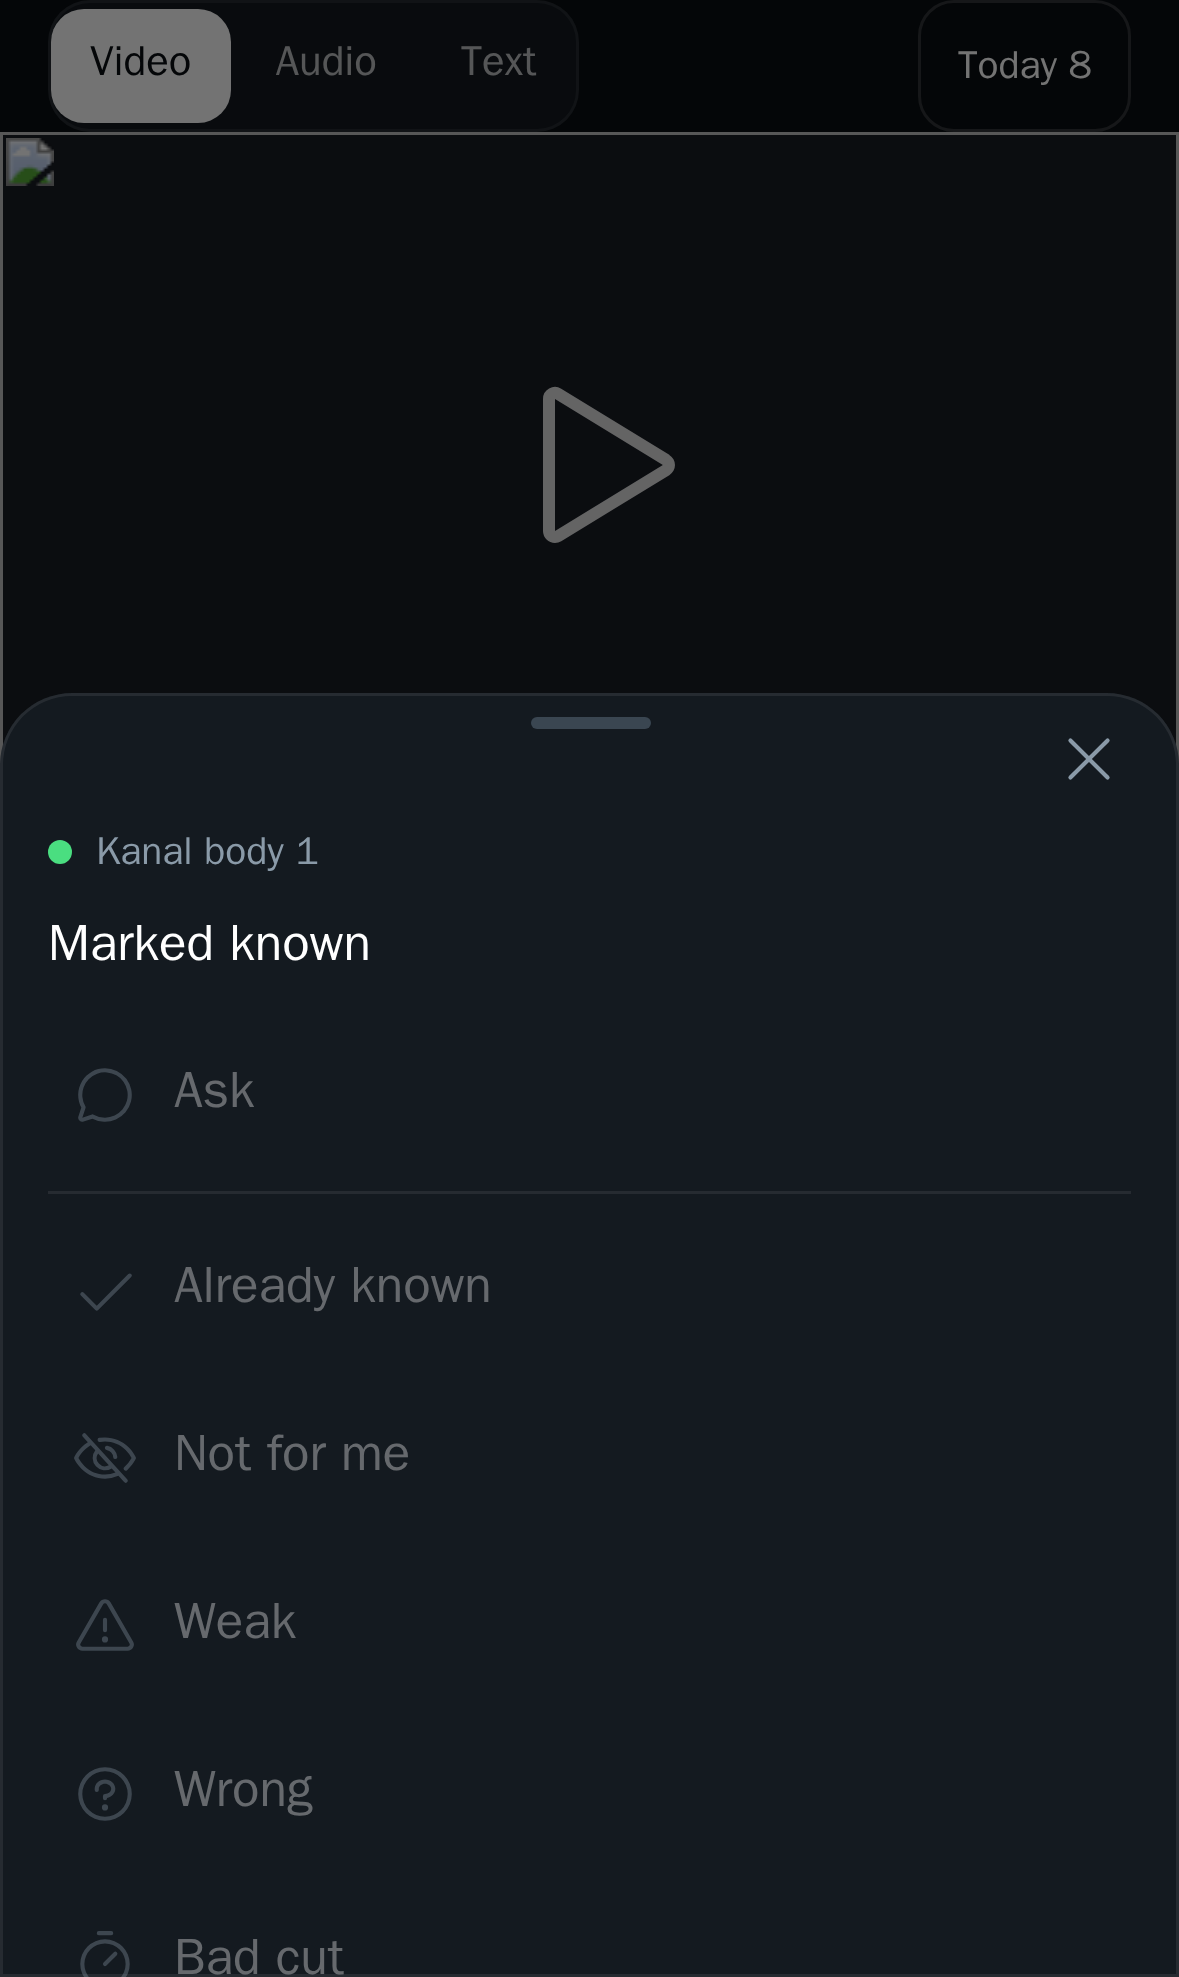 Video Audio Text Today 8
Kanal body 1
Marked known
Ask
Already known
Not for me
Weak
Wrong
Bad cut